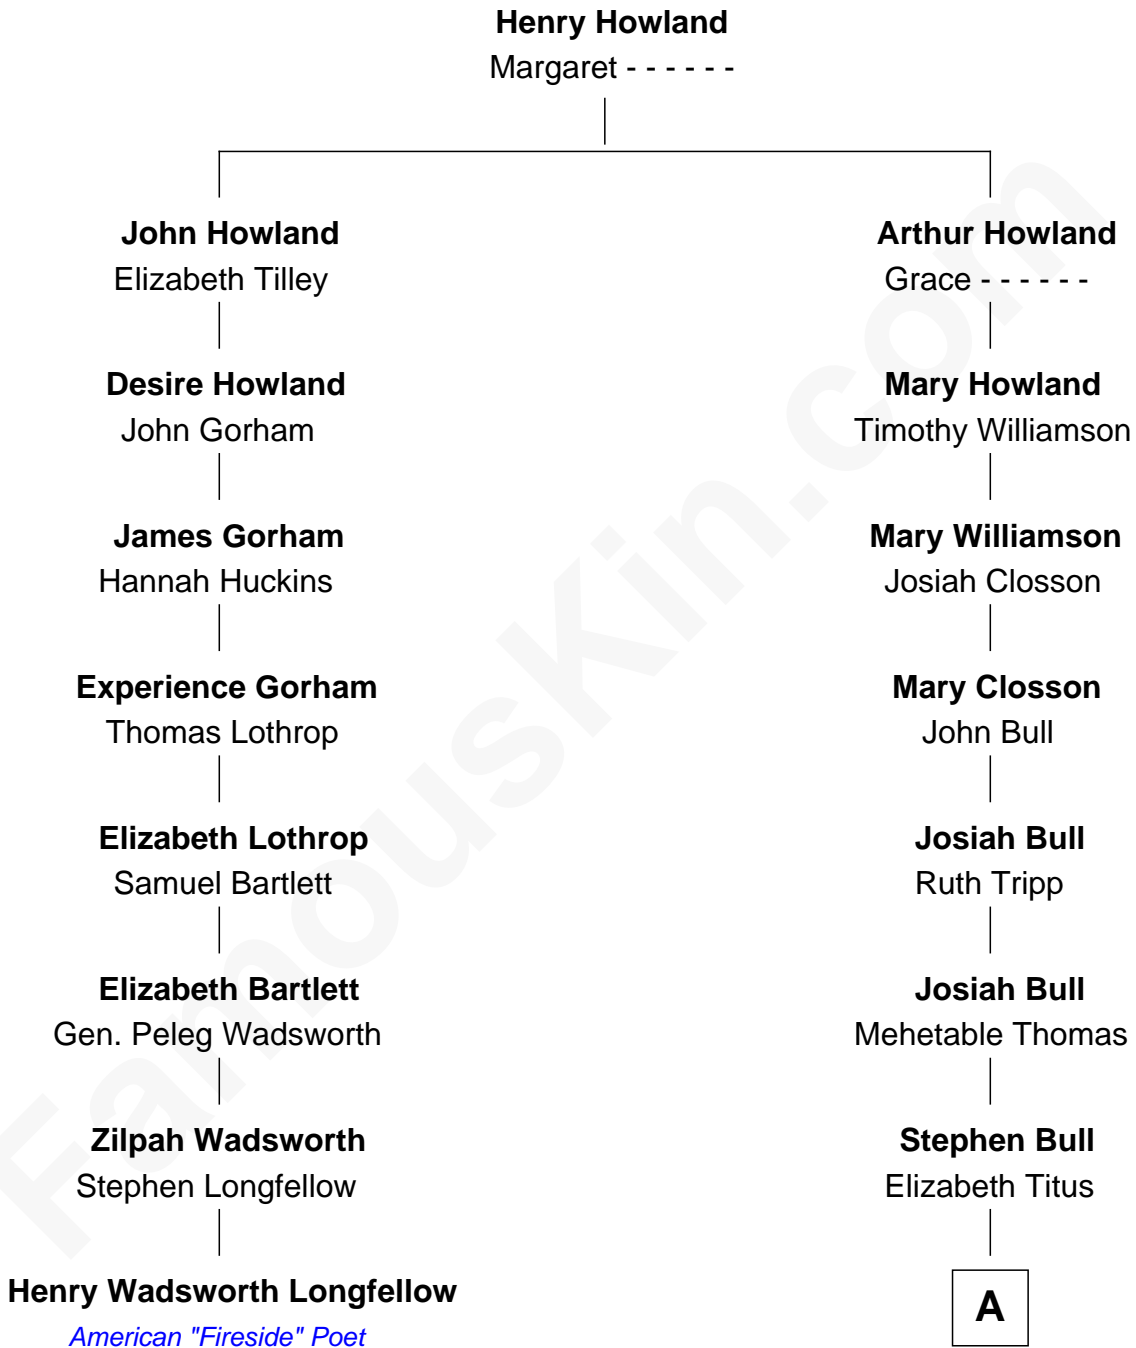 Henry Howland
Margaret - - - - - -
John Howland
Elizabeth Tilley
Arthur Howland
Grace - - - - - -
Desire Howland
John Gorham
Mary Howland
Timothy Williamson
James Gorham
Hannah Huckins
Mary Williamson
Josiah Closson
Experience Gorham
Thomas Lothrop
Mary Closson
John Bull
Elizabeth Lothrop
Samuel Bartlett
Josiah Bull
Ruth Tripp
Elizabeth Bartlett
Gen. Peleg Wadsworth
Josiah Bull
Mehetable Thomas
Zilpah Wadsworth
Stephen Longfellow
Stephen Bull
Elizabeth Titus
Henry Wadsworth Longfellow
American "Fireside" Poet
A
FamousKin.com